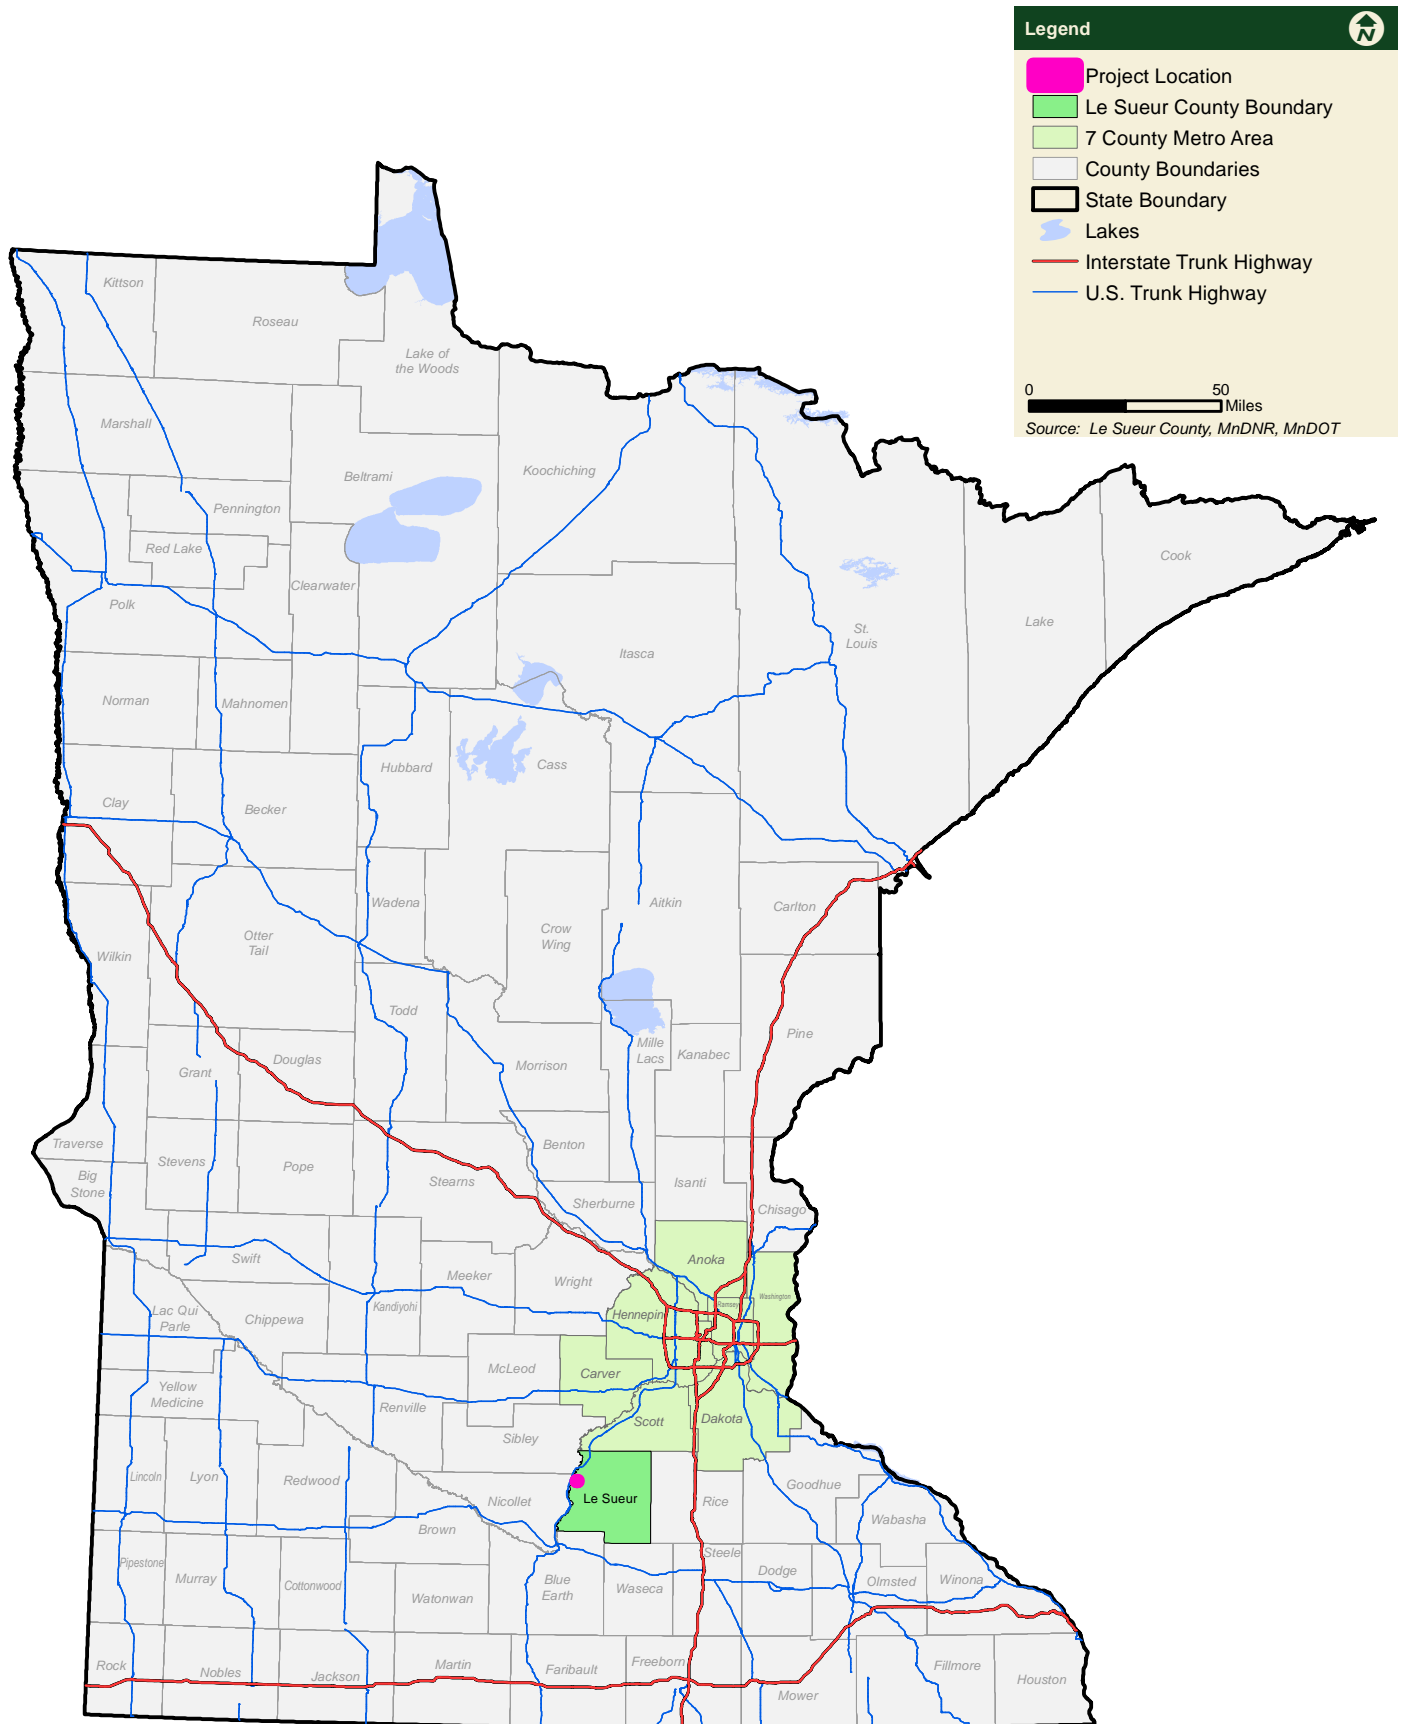 Legend
N
Project Location
Le Sueur County Boundary
7 County Metro Area
County Boundaries
State Boundary
Lakes
Interstate Trunk Highway
U.S. Trunk Highway
0 50
Miles
Source: Le Sueur County, MnDNR, MnDOT
Kittson
Roseau
Lake of
the Woods
Marshall
Beltrami
Koochiching
Pennington
Red Lake
Clearwater
Cook
Polk
Lake
St.
Louis
Itasca
Norman
Mahnomen
Hubbard
Cass
Clay
Becker
Wadena
Aitkin
Carlton
Crow
Wing
Otter
Tail
Wilkin
Todd
Pine
Mille
Lacs
Kanabec
Grant
Douglas
Morrison
Traverse
Benton
Stevens
Pope
Big
Stone
Stearns
Isanti
Sherburne
Chisago
Anoka
Swift
Meeker
Wright
Washington
Ramsey
Kandiyohi
Hennepin
Lac Qui
Parle
Chippewa
McLeod
Carver
Yellow
Medicine
Renville
Scott
Dakota
Sibley
Lincoln
Lyon
Redwood
Goodhue
Le Sueur
Nicollet
Rice
Wabasha
Brown
Steele
Pipestone
Murray
Cottonwood
Watonwan
Blue
Earth
Waseca
Dodge
Olmsted
Winona
Rock
Nobles
Jackson
Martin
Faribault
Freeborn
Mower
Fillmore
Houston